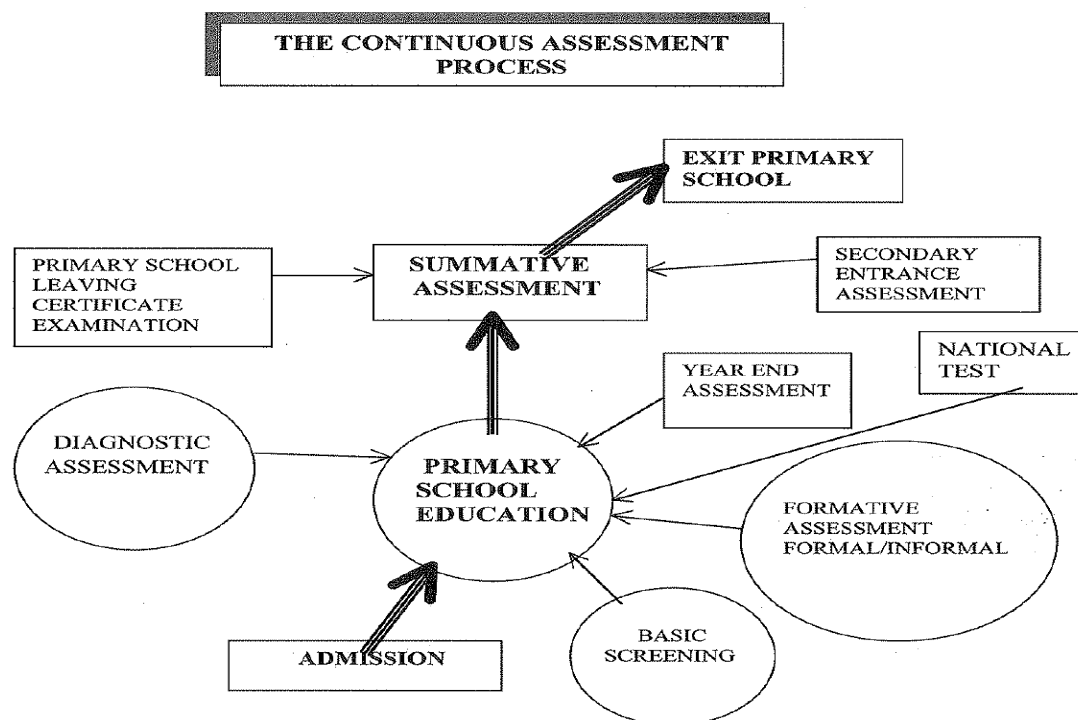 THE CONTINUOUS ASSESSMENT
PROCESS
EXIT PRIMARY
SCHOOL
PRIMARY SCHOOL
LEAVING
CERTIFICATE
EXAMINATION
SUMMATIVE
ASSESSMENT
SECONDARY
ENTRANCE
ASSESSMENT
NATIONAL
TEST
YEAR END
ASSESSMENT
DIAGNOSTIC
ASSESSMENT
PRIMARY
SCHOOL
EDUCATION
FORMATIVE
ASSESSMENT
FORMAL/INFORMAL
BASIC
SCREENING
ADMISSION